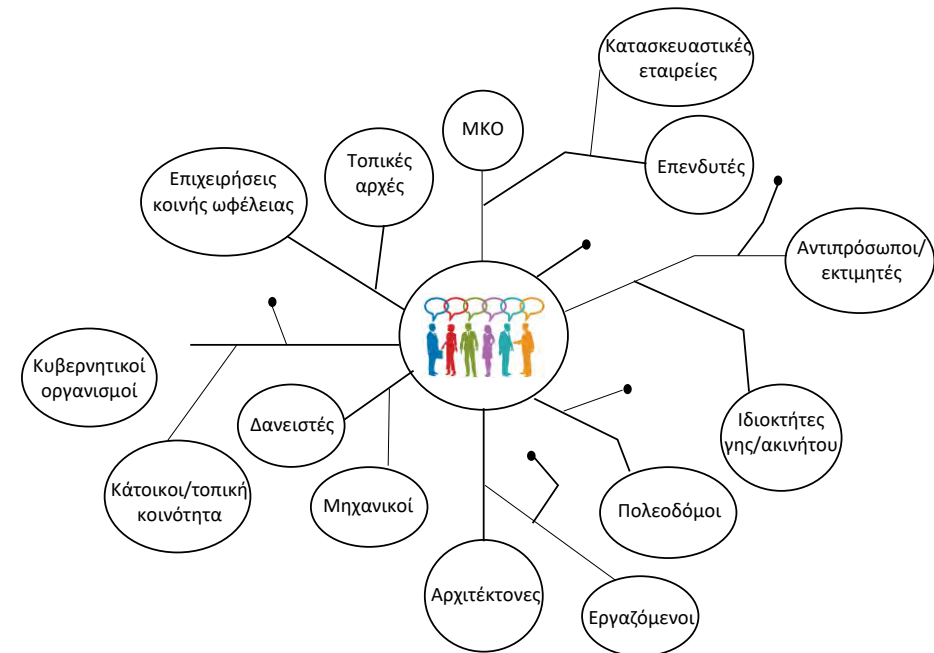 Κατασκευαστικές
εταιρείες
ΜΚΟ
Τοπικές
αρχές
Επενδυτές
Επιχειρήσεις
κοινής ωφέλειας
Αντιπρόσωποι/
εκτιμητές
Κυβερνητικοί
οργανισμοί
Δανειστές
Ιδιοκτήτες
γης/ακινήτου
Κάτοικοι/τοπική
κοινότητα
Μηχανικοί
Πολεοδόμοι
Αρχιτέκτονες
Εργαζόμενοι